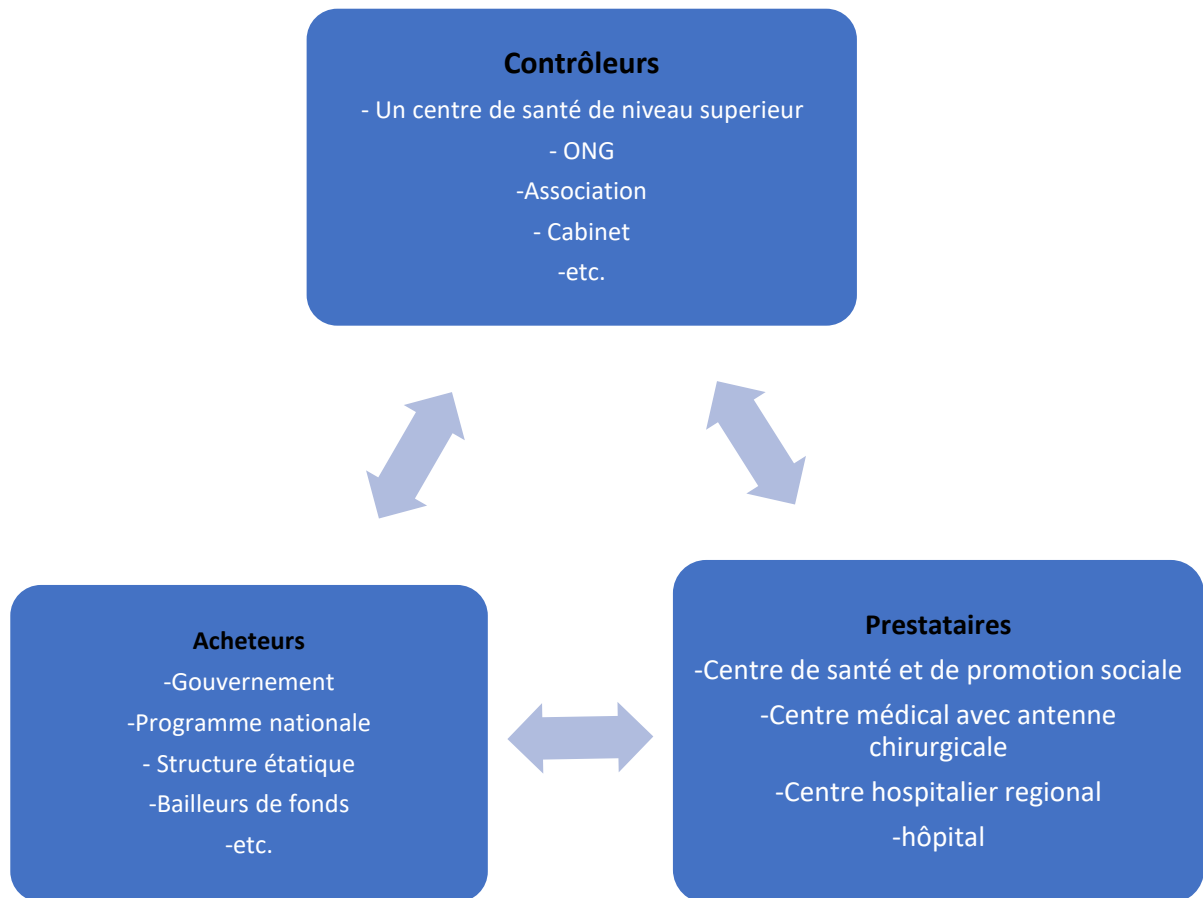 Contrôleurs
- Un centre de santé de niveau superieur
- ONG
-Association
- Cabinet
-etc.
Acheteurs
-Gouvernement
-Programme nationale
- Structure étatique
-Bailleurs de fonds
-etc.
Prestataires
-Centre de santé et de promotion sociale
-Centre médical avec antenne
chirurgicale
-Centre hospitalier regional
-hôpital